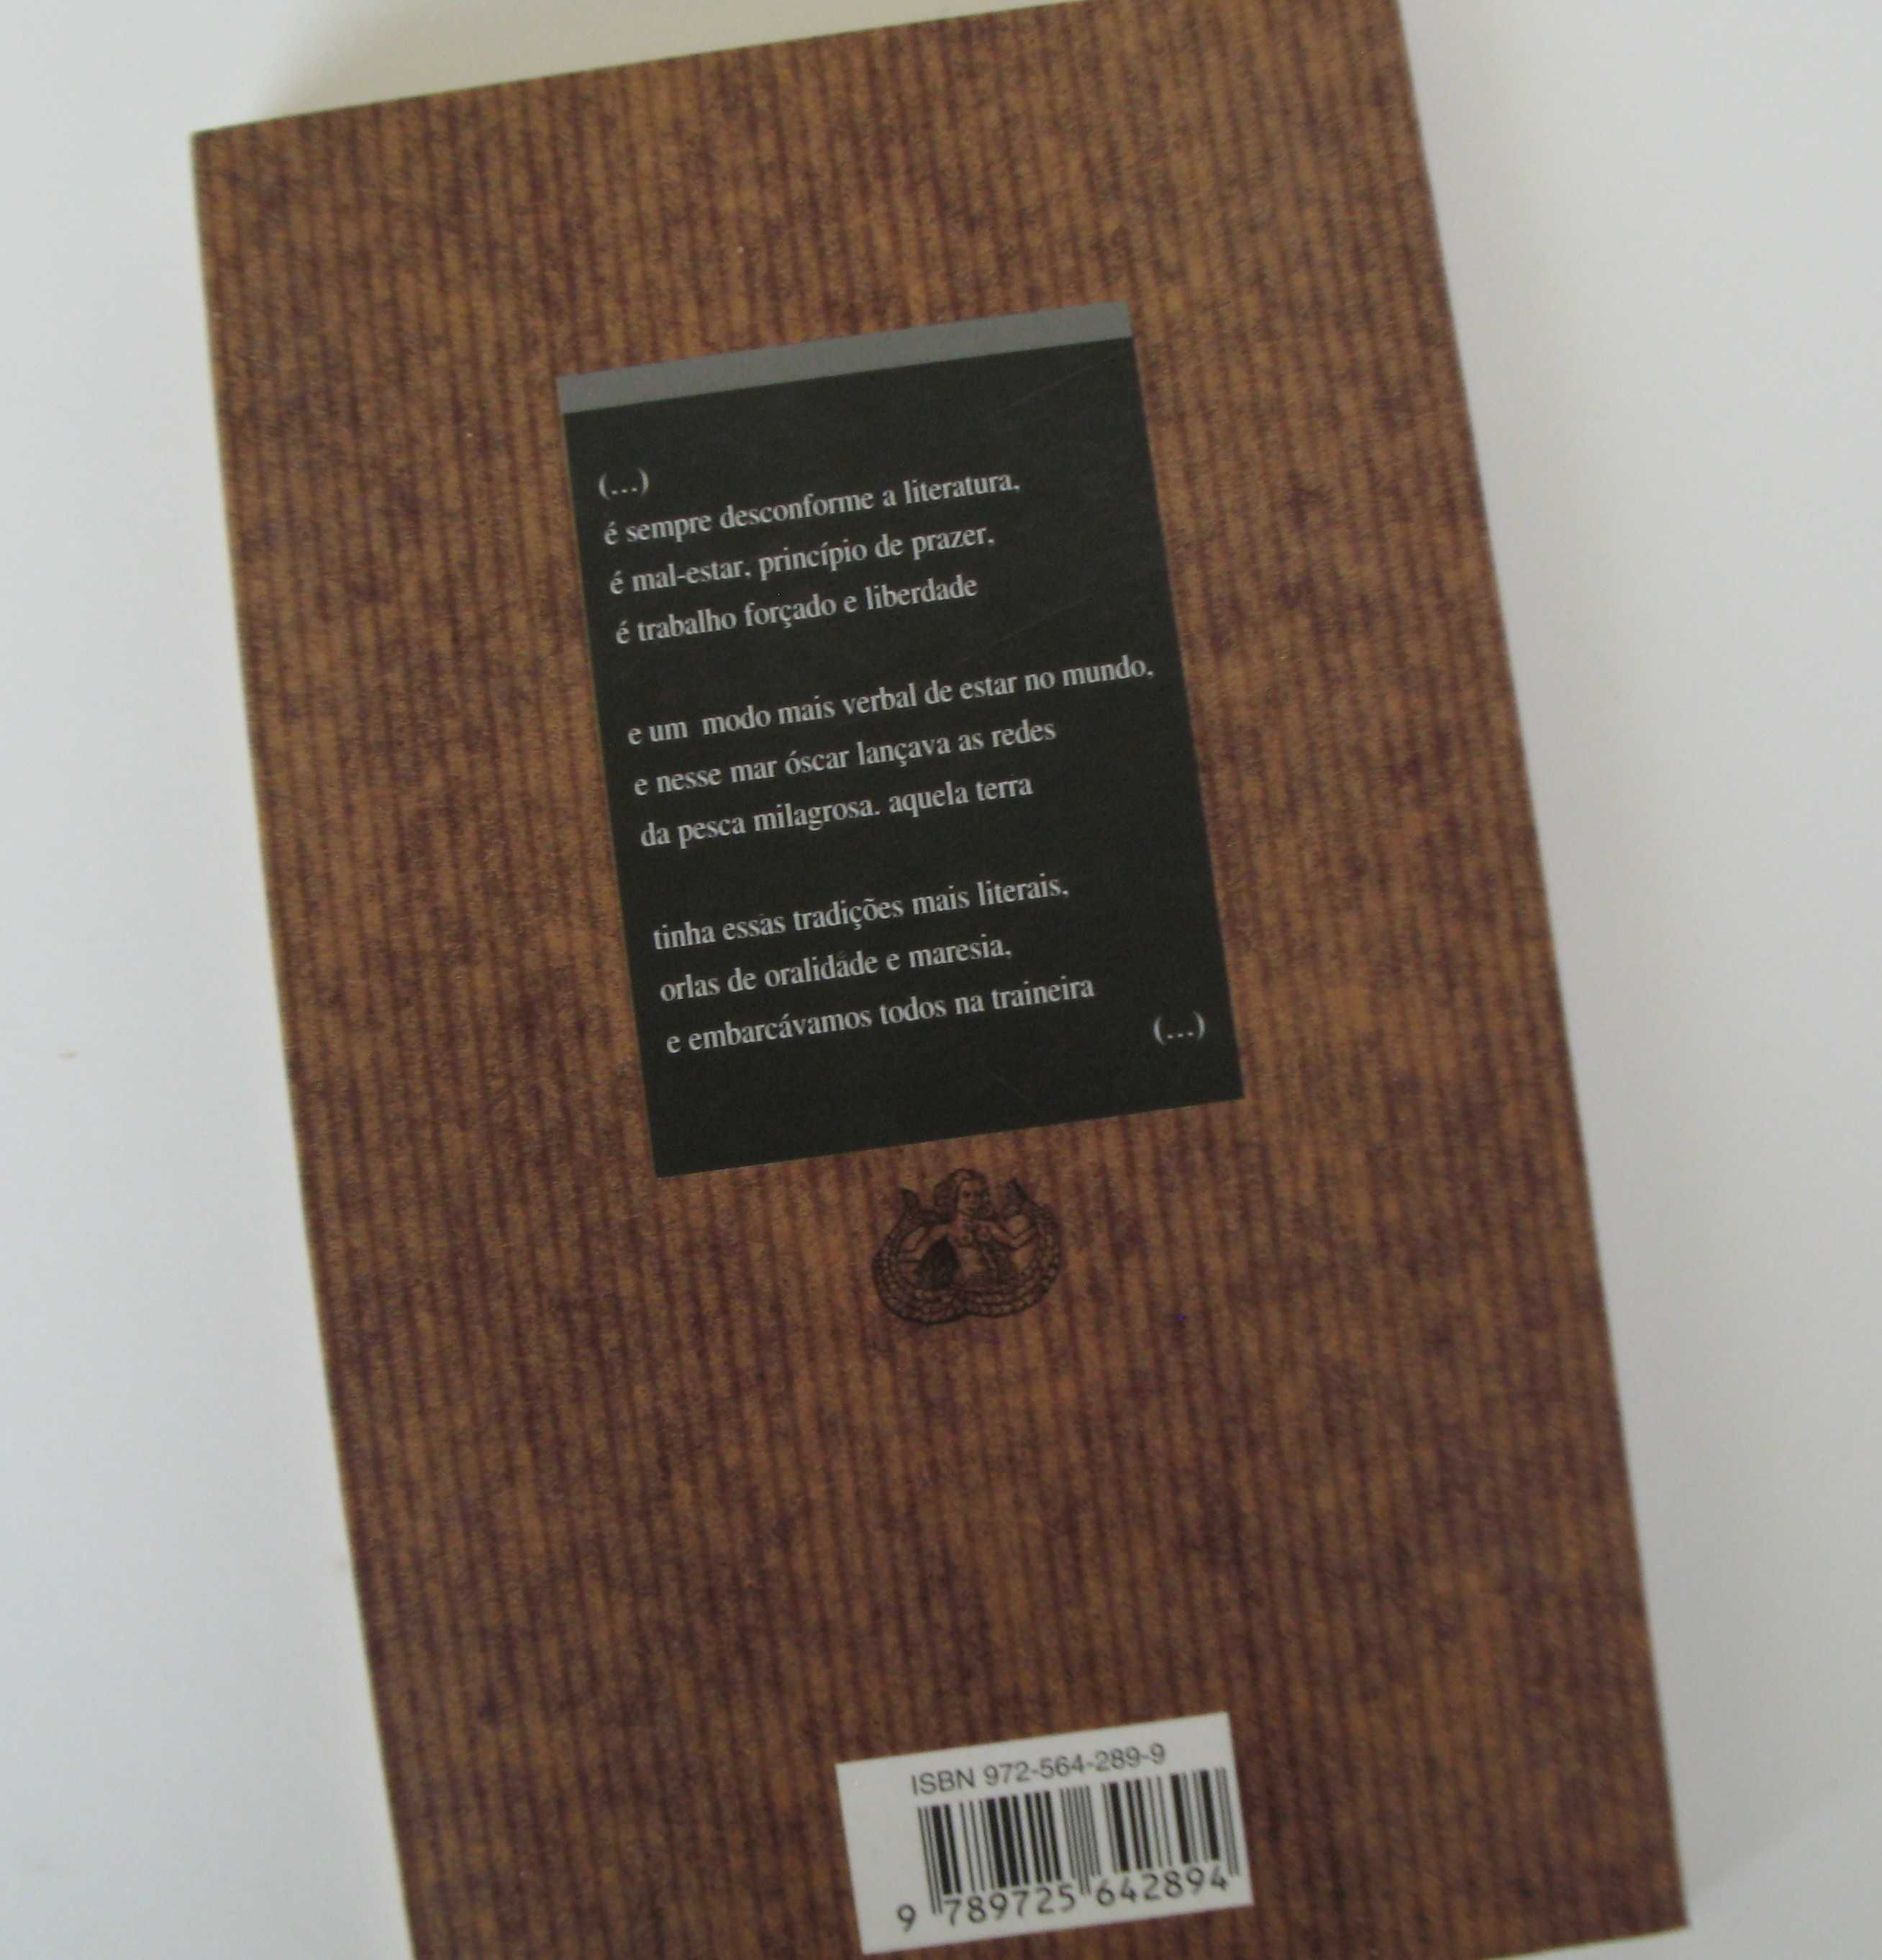 (...)
é sempre desconforme a literatura,
é mal-estar, princípio de prazer,
é trabalho forçado e liberdade
e um modo mais verbal de estar no mundo,
e nesse mar óscar lançava as redes
da pesca milagrosa. aquela terra
tinha essas tradições mais literais,
orlas de oralidade e maresia,
e embarcávamos todos na traineira
(...)
ISBN 972-564-289-9
9 789725 642894